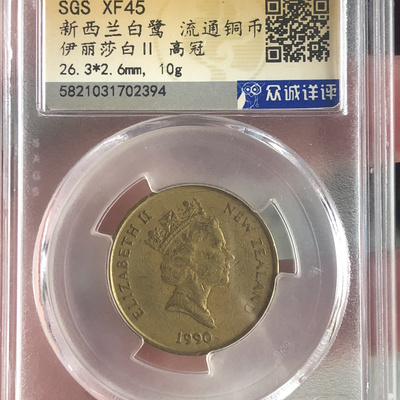 SGS XF45
新西兰白鹭 流通铜币
伊丽莎白II 高冠
26.3*2.6mm, 10g
5821031702394
众诚详评
ELIZABETH II
NEW ZEALAND
1990